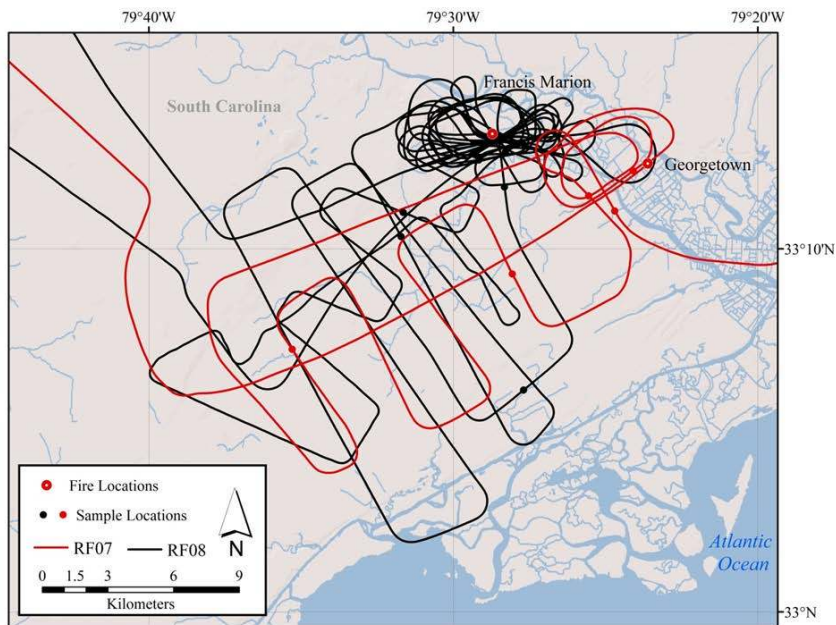 79°40'W
79°30'W
79°20'W
Francis Marion
South Carolina
Georgetown
33°10'N
Fire Locations
Sample Locations
RF07
RF08
N
0 1.5 3 6 9
Kilometers
Atlantic
Ocean
33°N